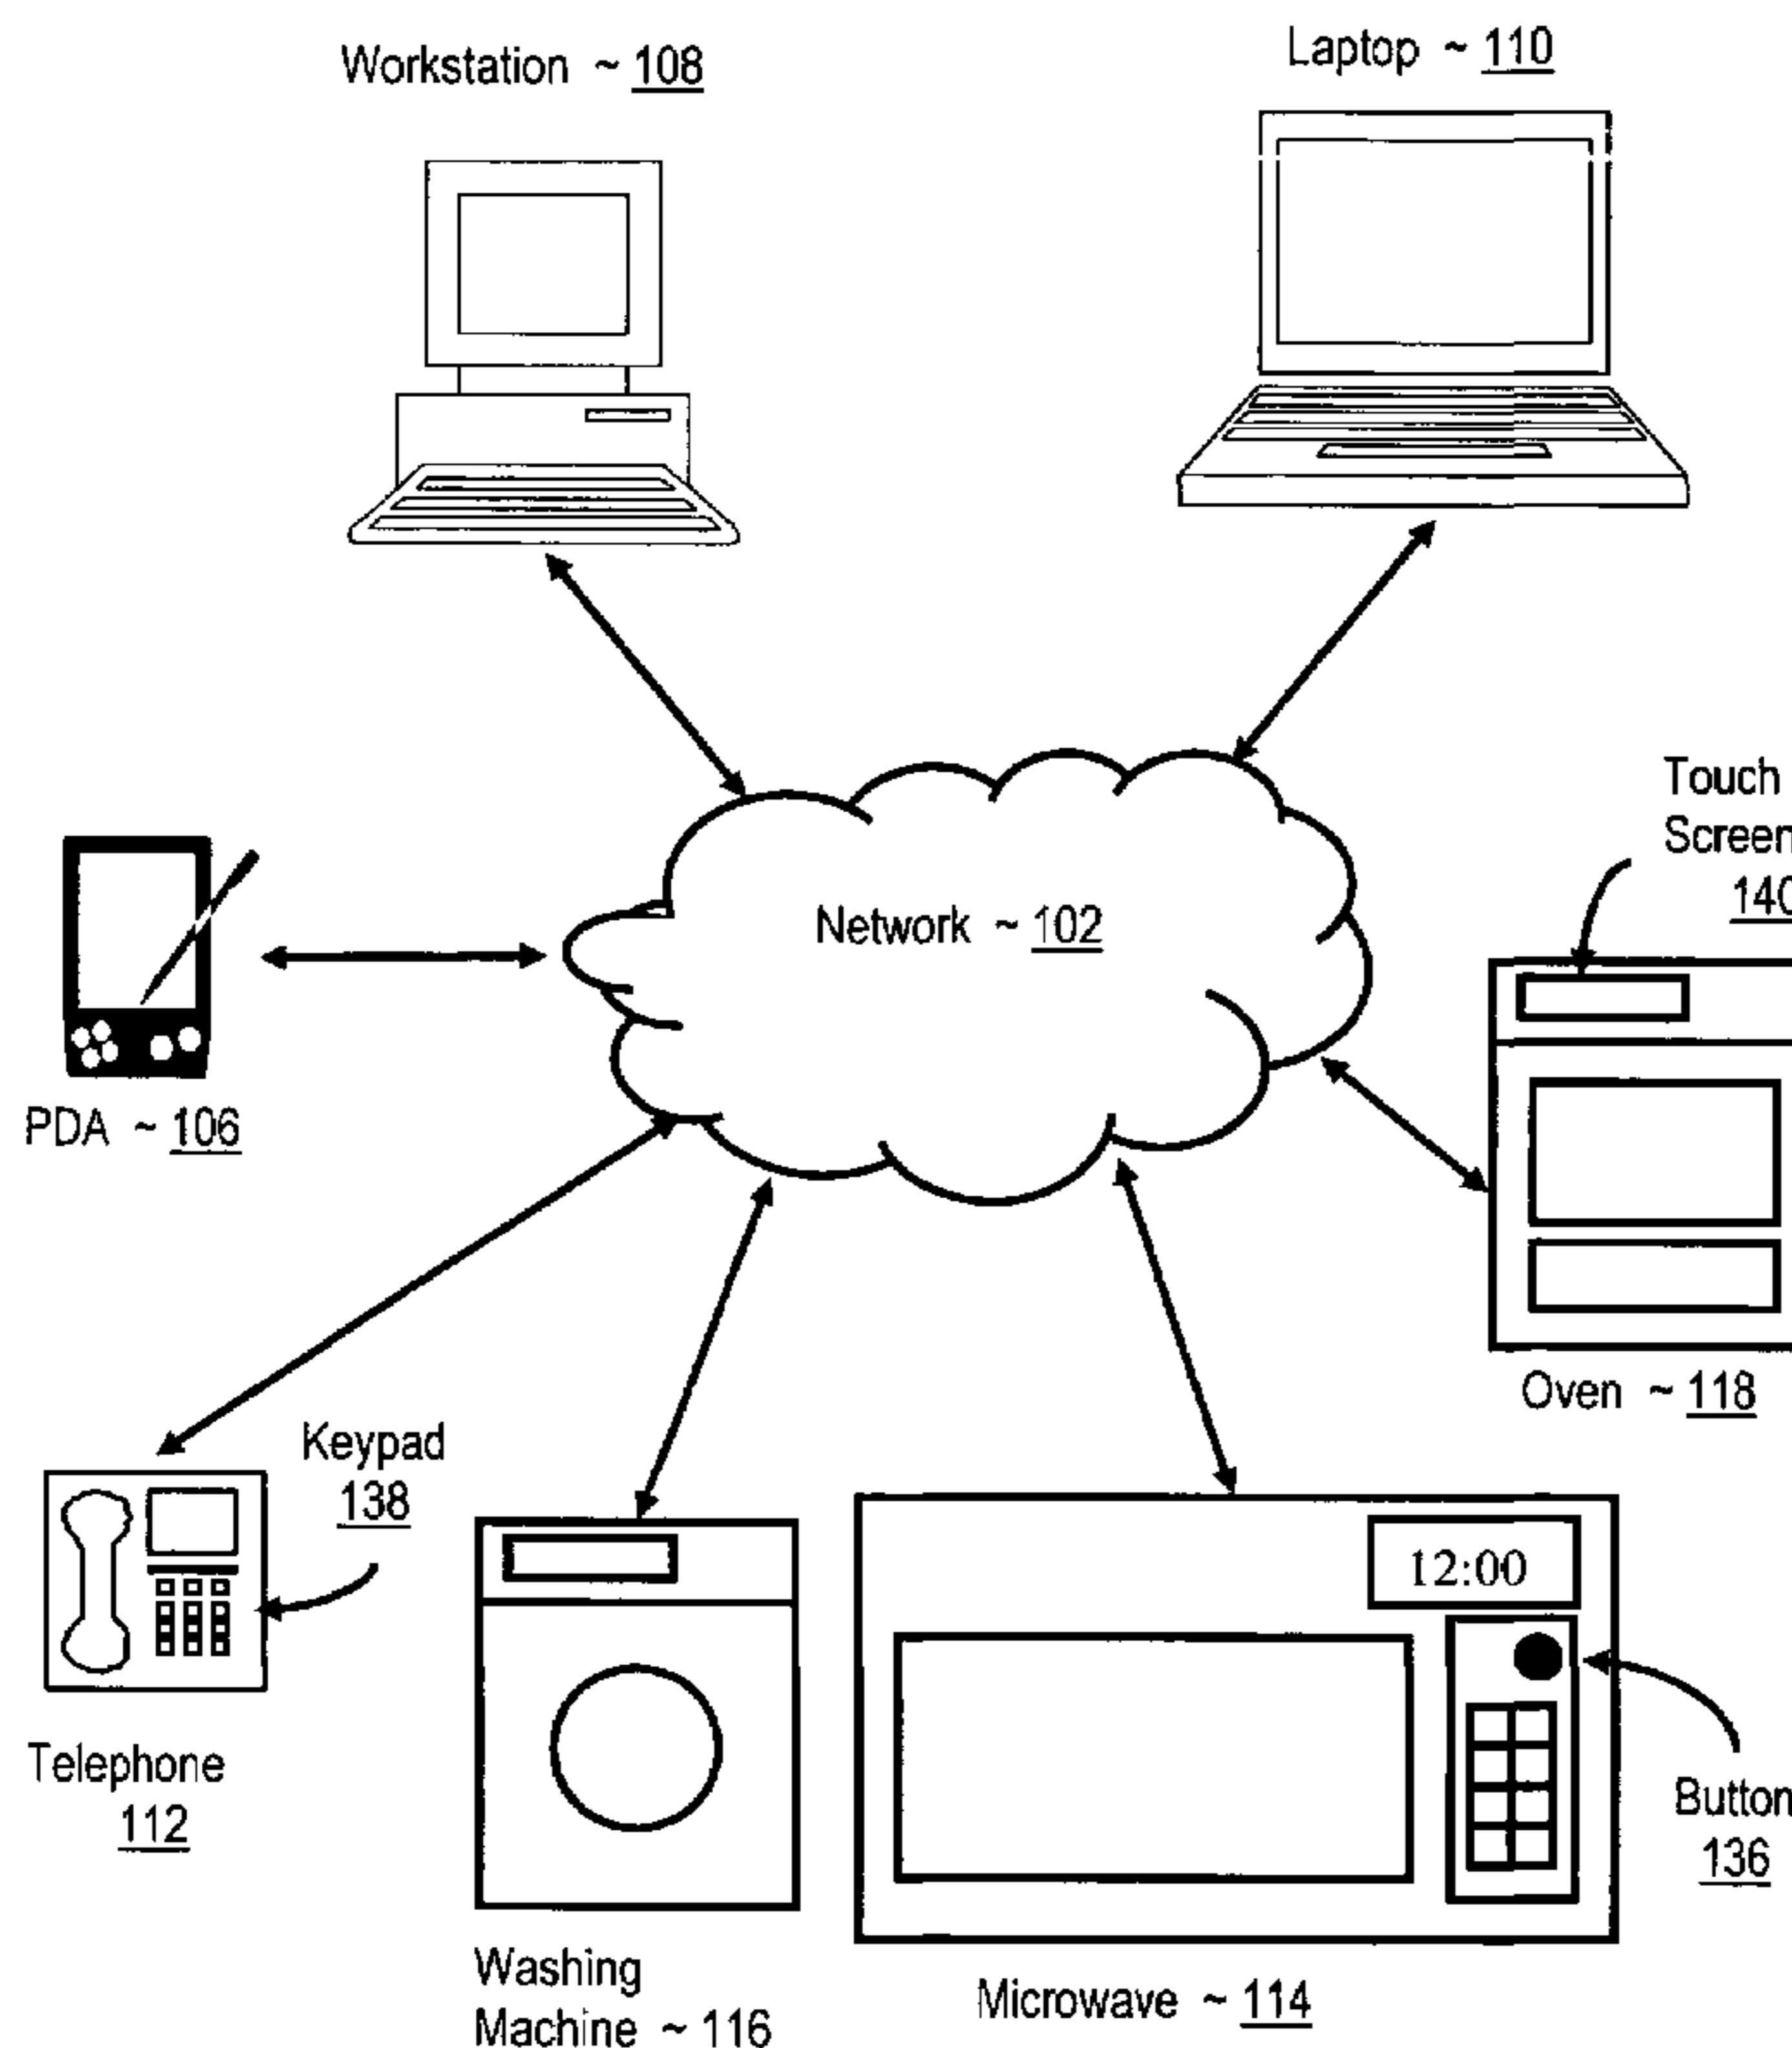 Workstation ~ 108
Laptop ~ 110
Touch
Screen
140
Network ~ 102
PDA ~ 106
Oven ~ 118
Keypad
138
12:00
Telephone
112
Button
136
Washing
Machine ~ 116
Microwave ~ 114